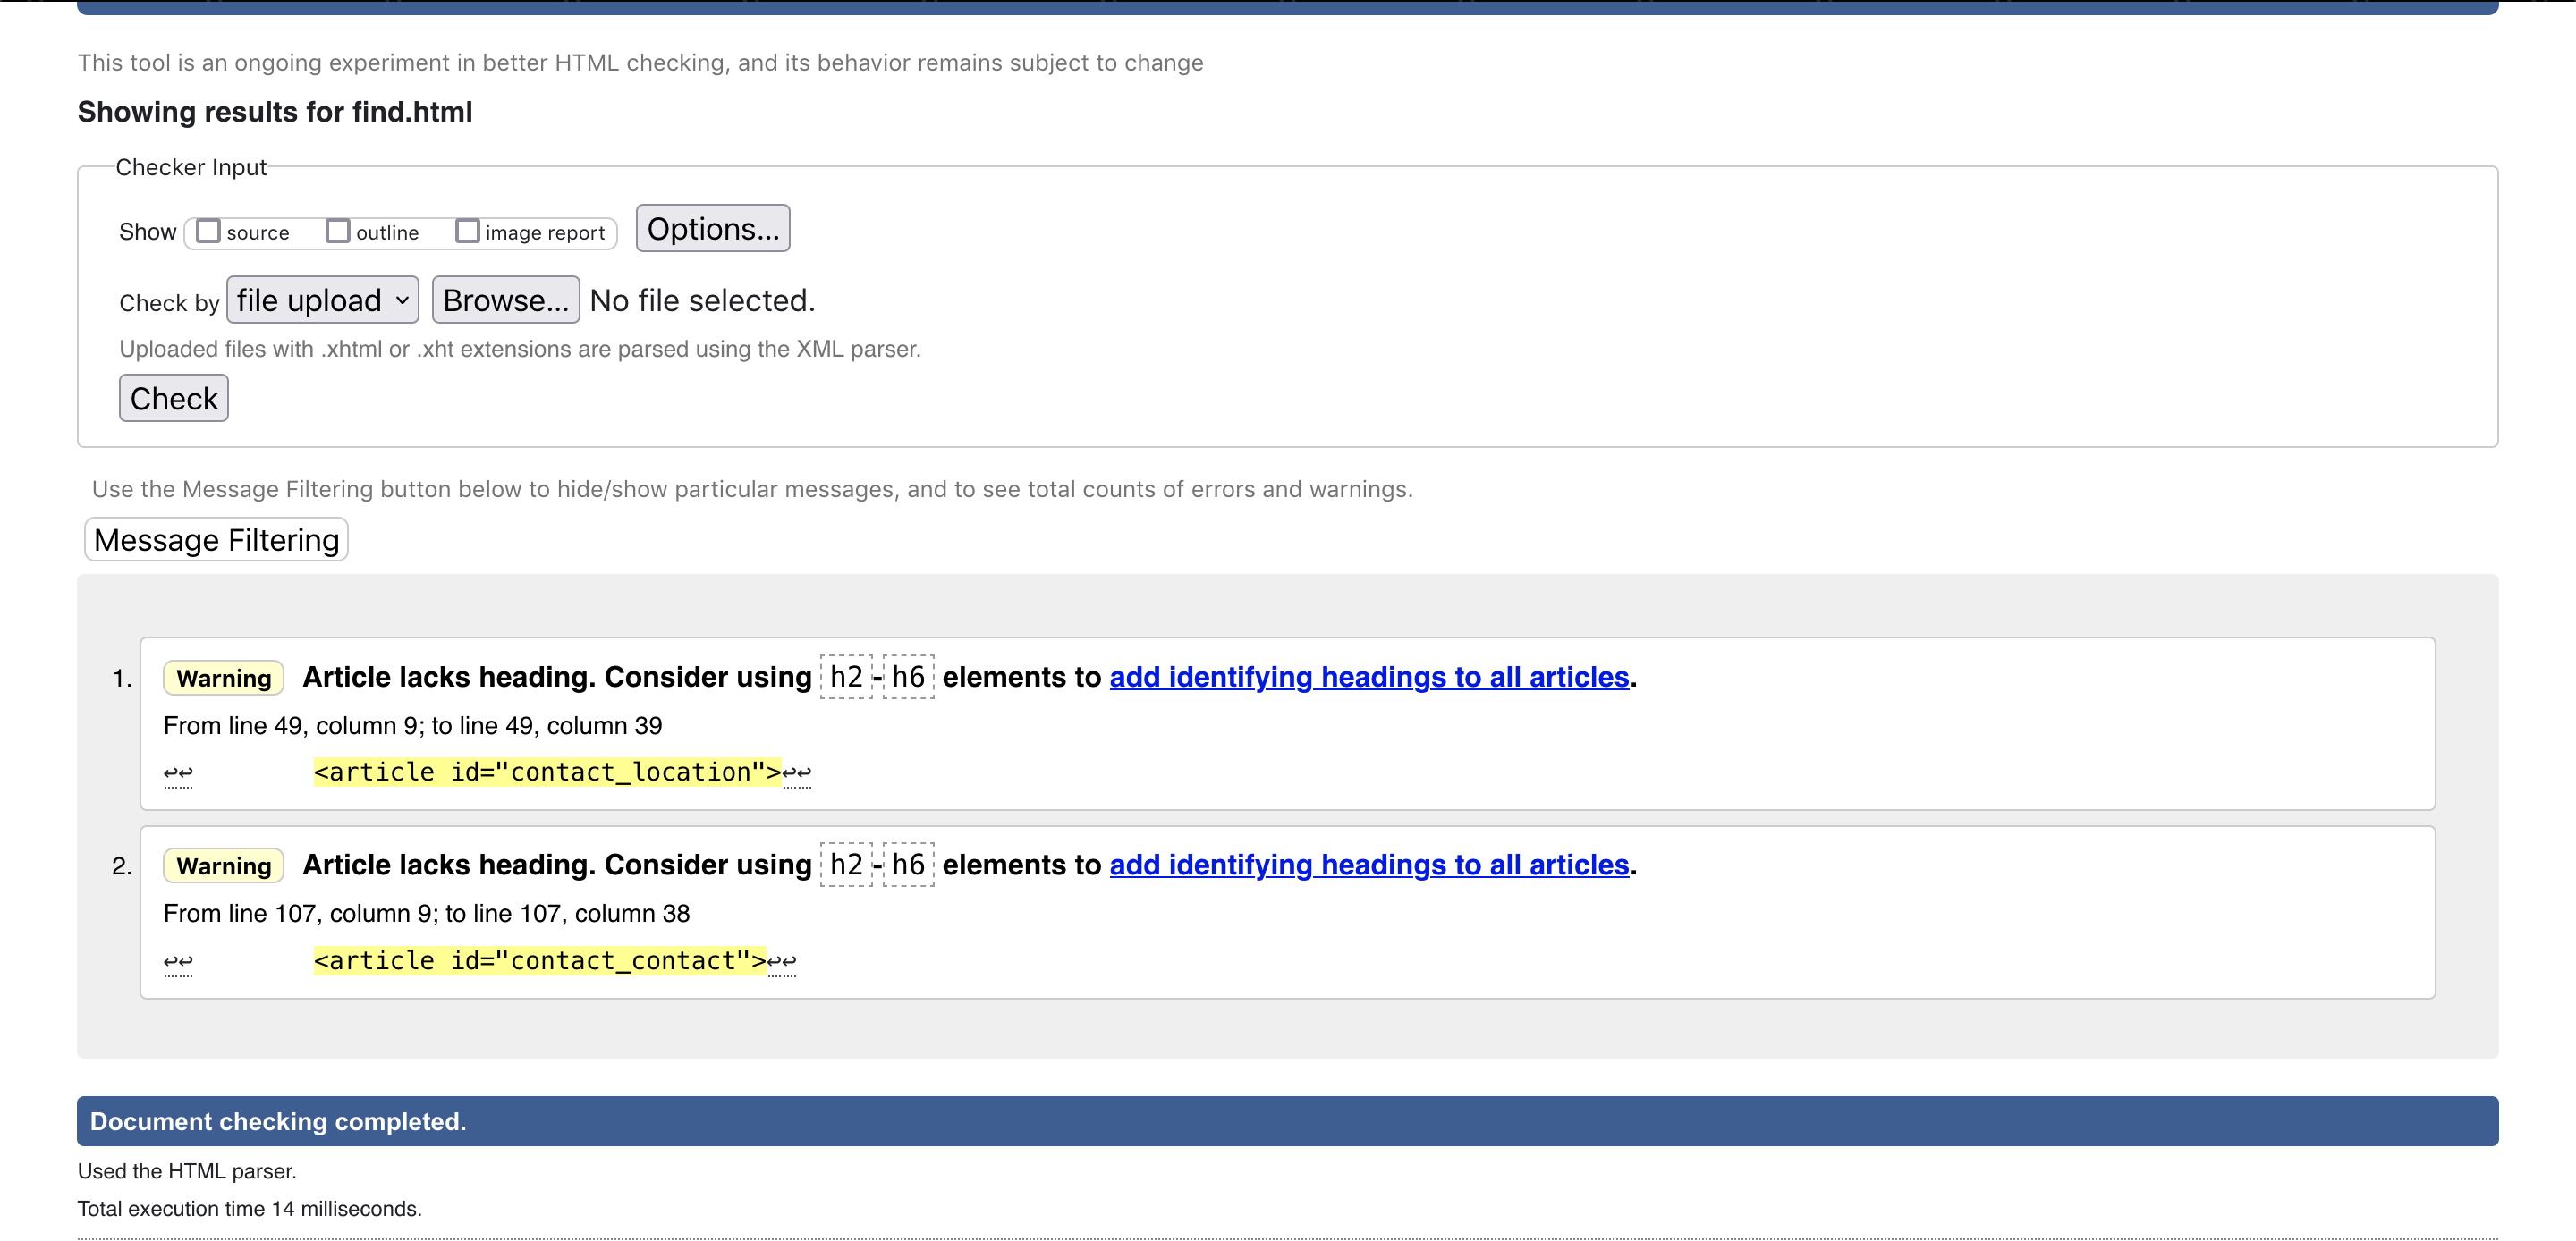 This tool is an ongoing experiment in better HTML checking, and its behavior remains subject to change
Showing results for find.html
Checker Input
Show source outline image report Options...
Check by file upload Browse... No file selected.
Uploaded files with .xhtml or .xht extensions are parsed using the XML parser.
Check
Use the Message Filtering button below to hide/show particular messages, and to see total counts of errors and warnings.
Message Filtering
1. Warning Article lacks heading. Consider using h2-h6 elements to add identifying headings to all articles.
From line 49, column 9; to line 49, column 39
↩↩ <article id="contact_location">↩↩
2. Warning Article lacks heading. Consider using h2-h6 elements to add identifying headings to all articles.
From line 107, column 9; to line 107, column 38
↩↩ <article id="contact_contact">↩↩
Document checking completed.
Used the HTML parser.
Total execution time 14 milliseconds.